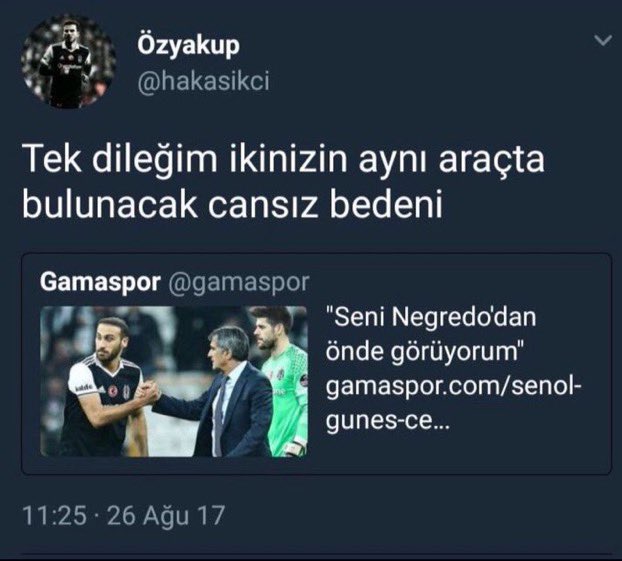 Özyakup
@hakasikci
Tek dileğim ikinizin aynı araçta
bulunacak cansız bedeni
Gamaspor @gamaspor
"Seni Negredo'dan
önde görüyorum"
gamaspor.com/senol-
gunes-ce...
11:25 · 26 Ağu 17